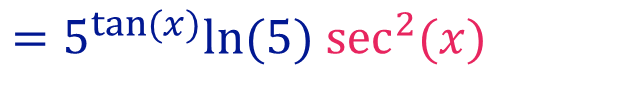 = 5^tan(x) ln(5) sec²(x)